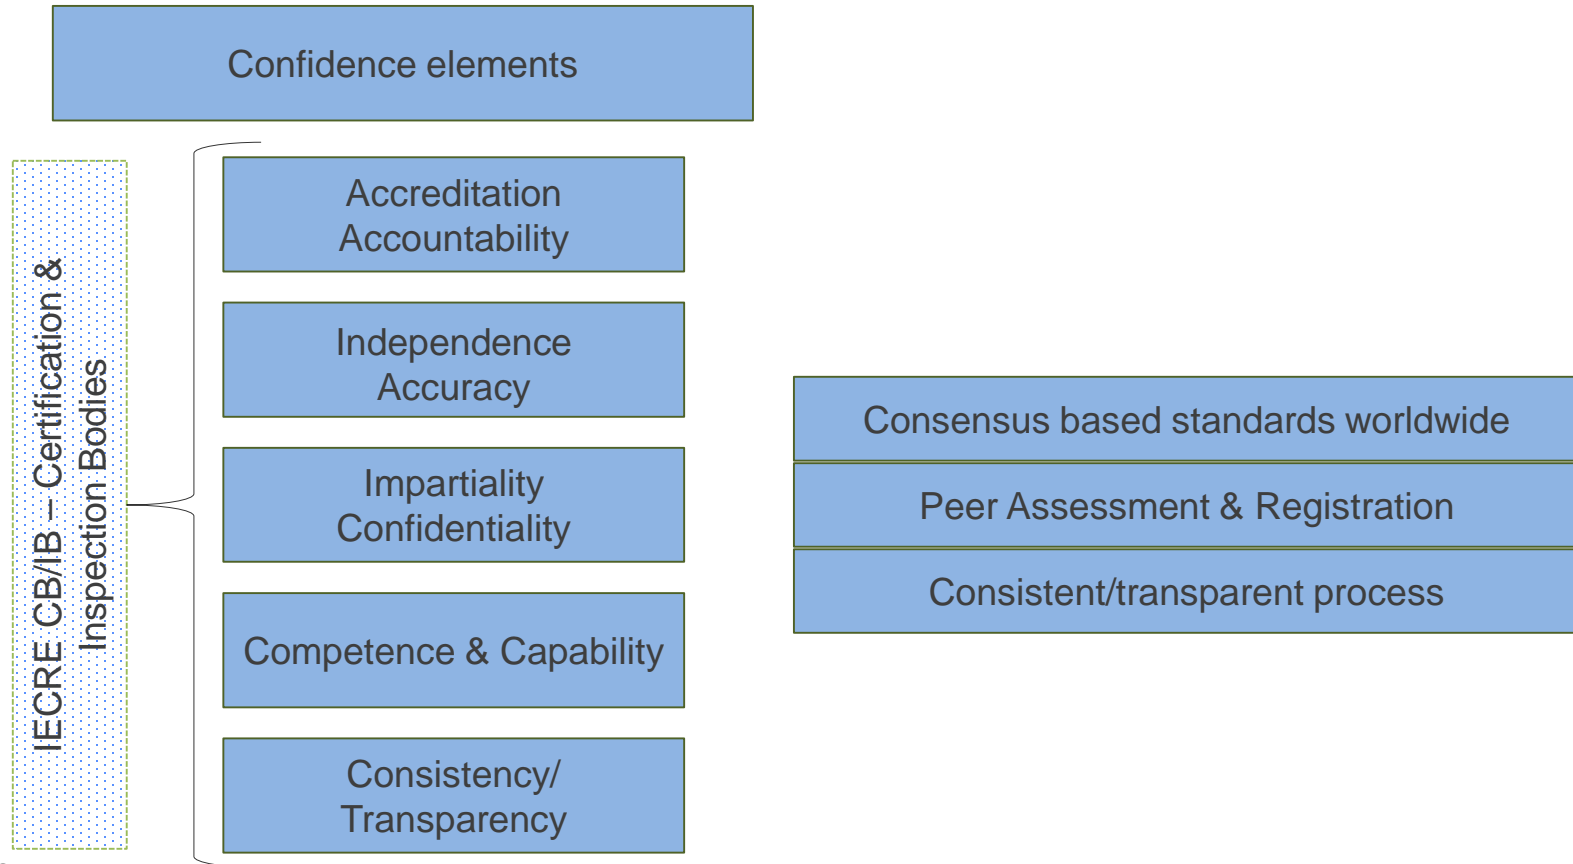 Confidence elements
IECRE CB/IB – Certification &
Inspection Bodies
Accreditation
Accountability
Independence
Accuracy
Impartiality
Confidentiality
Competence & Capability
Consistency/
Transparency
Consensus based standards worldwide
Peer Assessment & Registration
Consistent/transparent process